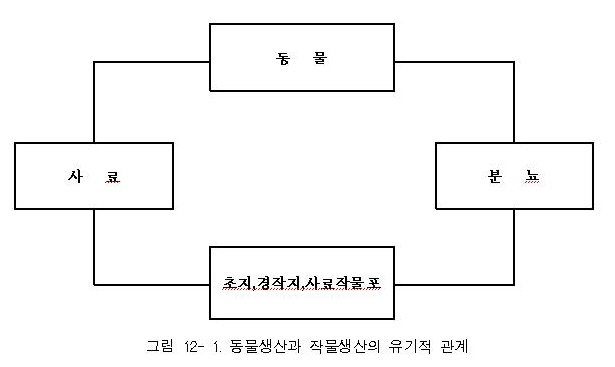 동 물
사 료
분 뇨
초지,경작지,사료작물 포
그림 12- 1. 동물생산과 작물생산의 유기적 관계